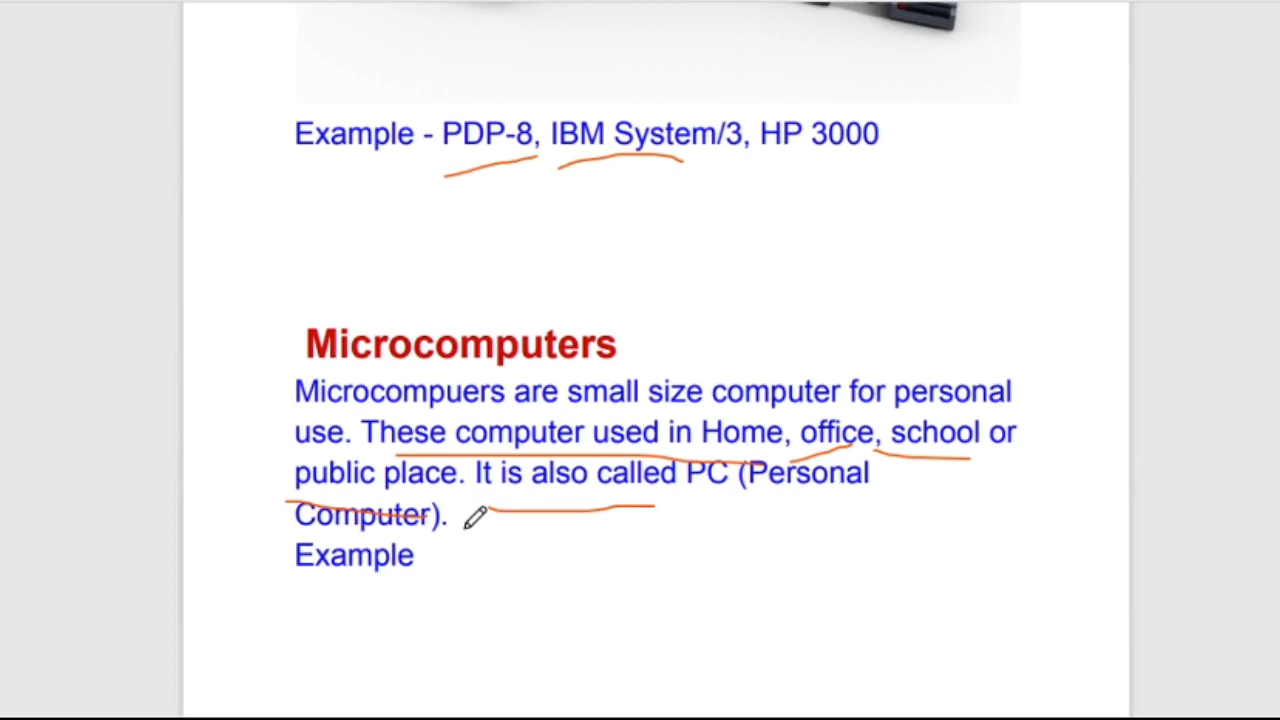 Example - PDP-8, IBM System/3, HP 3000
Microcomputers
Microcompuers are small size computer for personal
use. These computer used in Home, office, school or
public place. It is also called PC (Personal
Computer).
Example